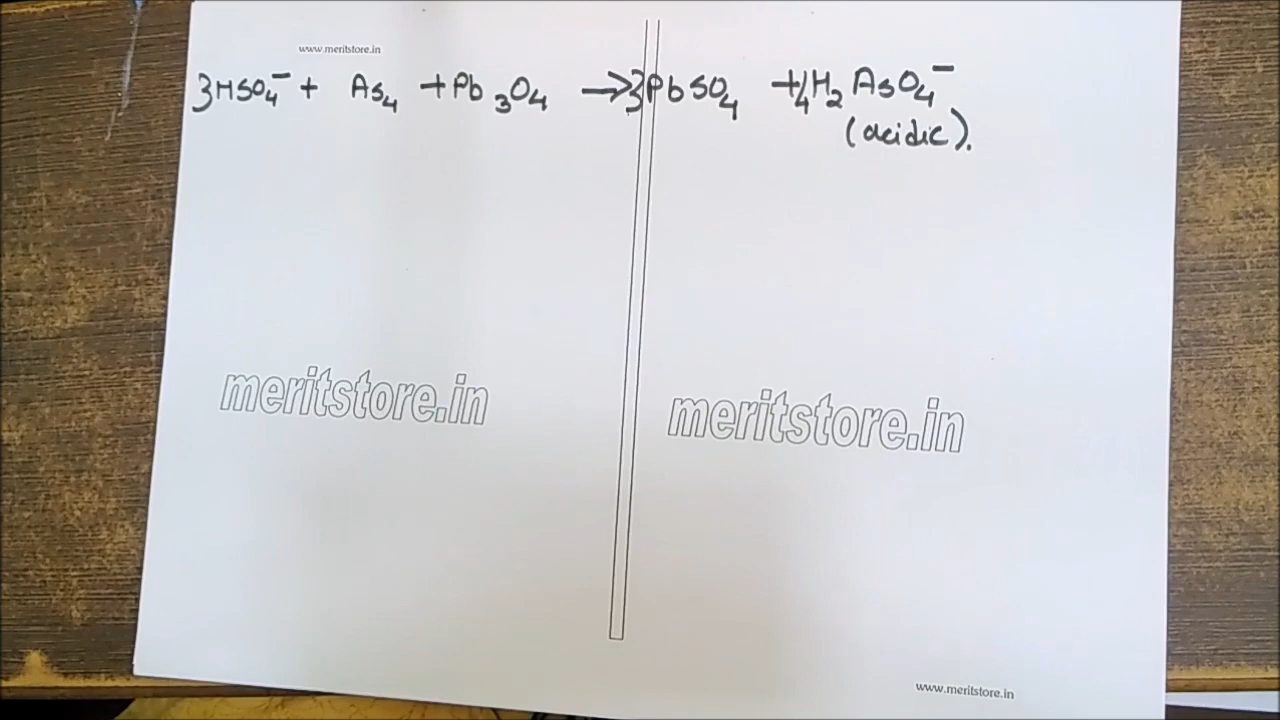 www.meritstore.in
3HSO₄⁻ + As₄ + Pb₃O₄ → 3PbSO₄ + 4H₂AsO₄⁻
(acidic).
meritstore.in
meritstore.in
www.meritstore.in